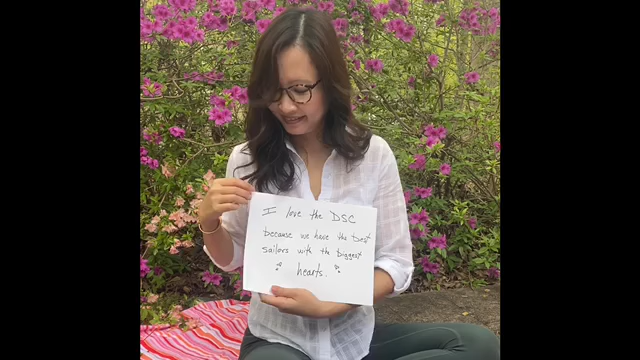 I love the DSC
because we have the best
sailors with the biggest
hearts.